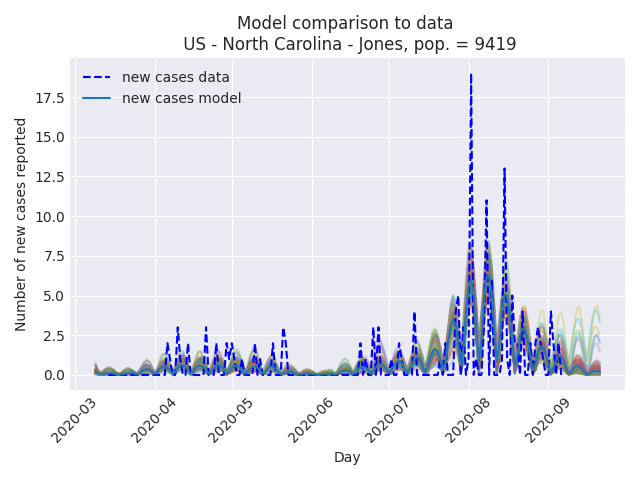 Model comparison to data
US - North Carolina - Jones, pop. = 9419
new cases data
new cases model
Number of new cases reported
17.5
15.0
12.5
10.0
7.5
5.0
2.5
0.0
2020-03
2020-04
2020-05
2020-06
2020-07
2020-08
2020-09
Day